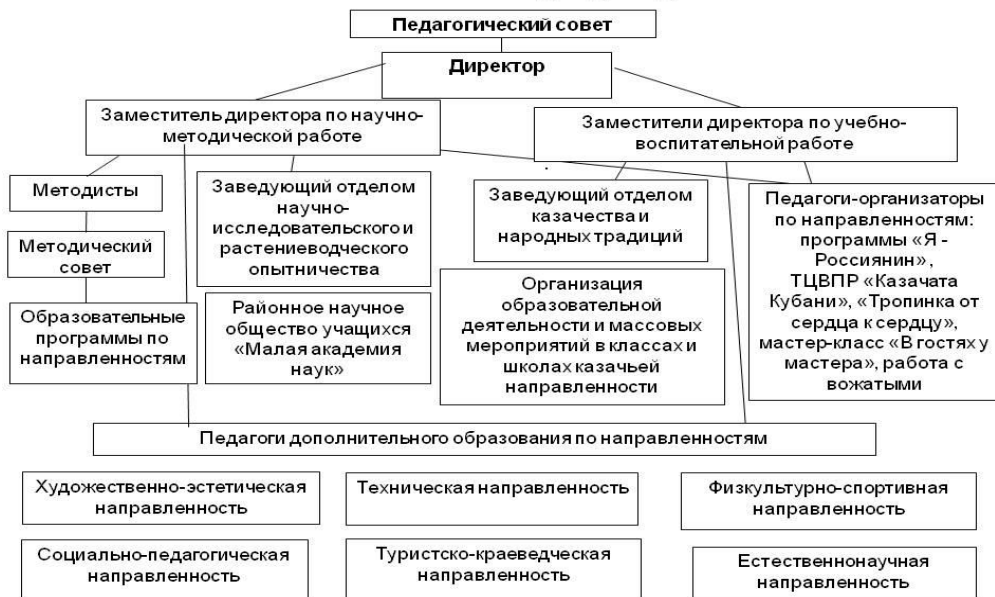 Педагогический совет
Директор
Заместитель директора по научно-
методической работе
Заместители директора по учебно-
воспитательной работе
Методисты
Методический
совет
Образовательные
программы по
направленностям
Заведующий отделом
научно-
исследовательского и
растениеводческого
опытничества
Районное научное
общество учащихся
«Малая академия
наук»
Заведующий отделом
казачества и
народных традиций
Организация
образовательной
деятельности и массовых
мероприятий в классах и
школах казачьей
направленности
Педагоги-организаторы
по направленностям:
программы «Я -
Россиянин» ,
ТЦВПР «Казачата
Кубани», «Тропинка от
сердца к сердцу»,
мастер-класс «В гостях у
мастера», работа с
вожатыми
Педагоги дополнительного образования по направленностям
Художественно-эстетическая
направленность
Техническая направленность
Физкультурно-спортивная
направленность
Социально-педагогическая
направленность
Туристско-краеведческая
направленность
Естественнонаучная
направленность